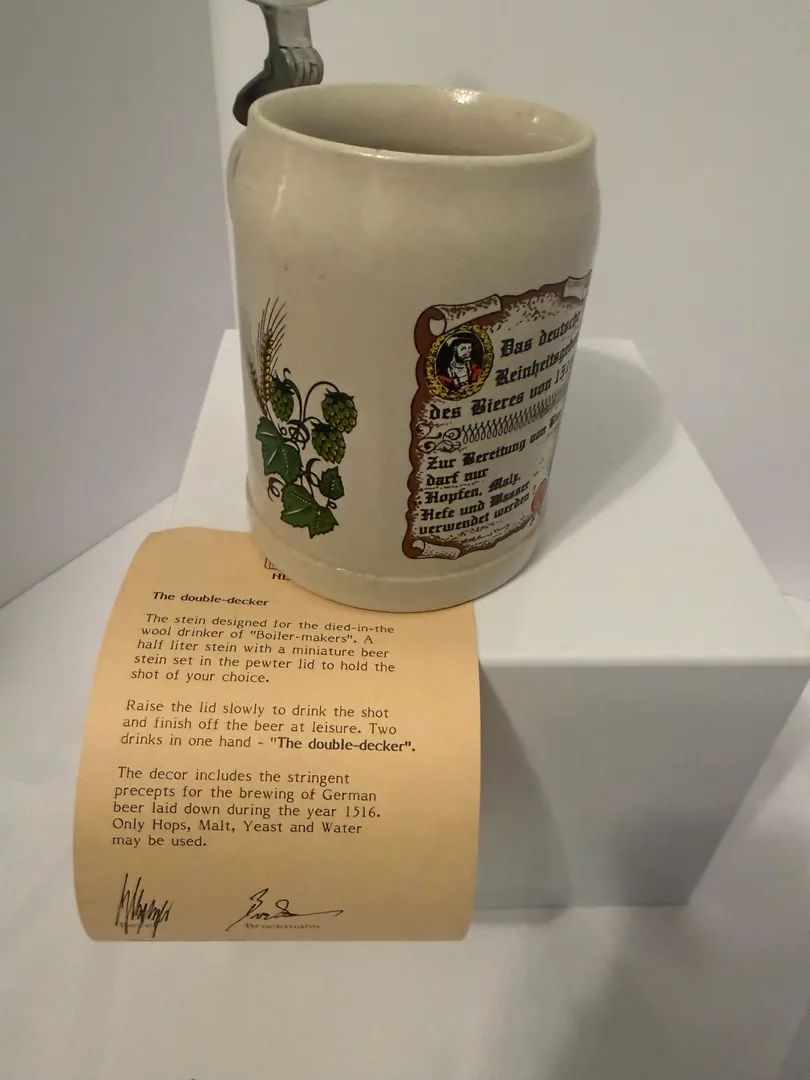 Das deutsche
Reinheitsgebot
des Bieres von 151
Zur Bereitung von
darf nur
Hopfen, Malz,
Hefe und Wasser
verwendet werden
The double-decker
The stein designed for the died-in-the
wool drinker of "Boiler-makers". A
half liter stein with a miniature beer
stein set in the pewter lid to hold the
shot of your choice.
Raise the lid slowly to drink the shot
and finish off the beer at leisure. Two
drinks in one hand - "The double-decker".
The decor includes the stringent
precepts for the brewing of German
beer laid down during the year 1516.
Only Hops, Malt, Yeast and Water
may be used.